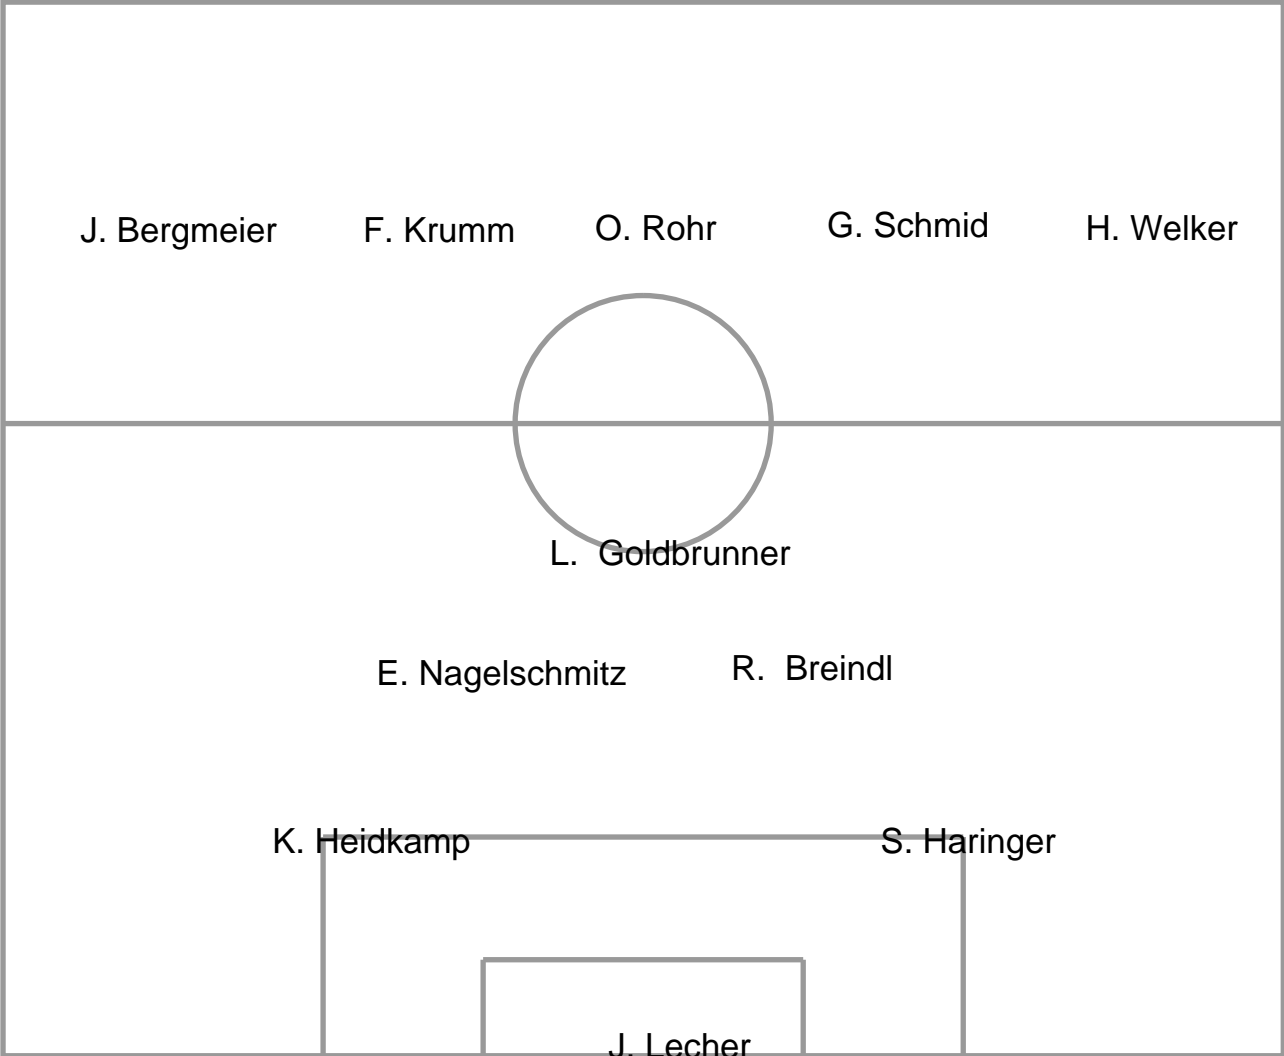 J. Bergmeier F. Krumm O. Rohr G. Schmid H. Welker
L. Goldbrunner
E. Nagelschmitz R. Breindl
K. Heidkamp S. Haringer
J. Lecher